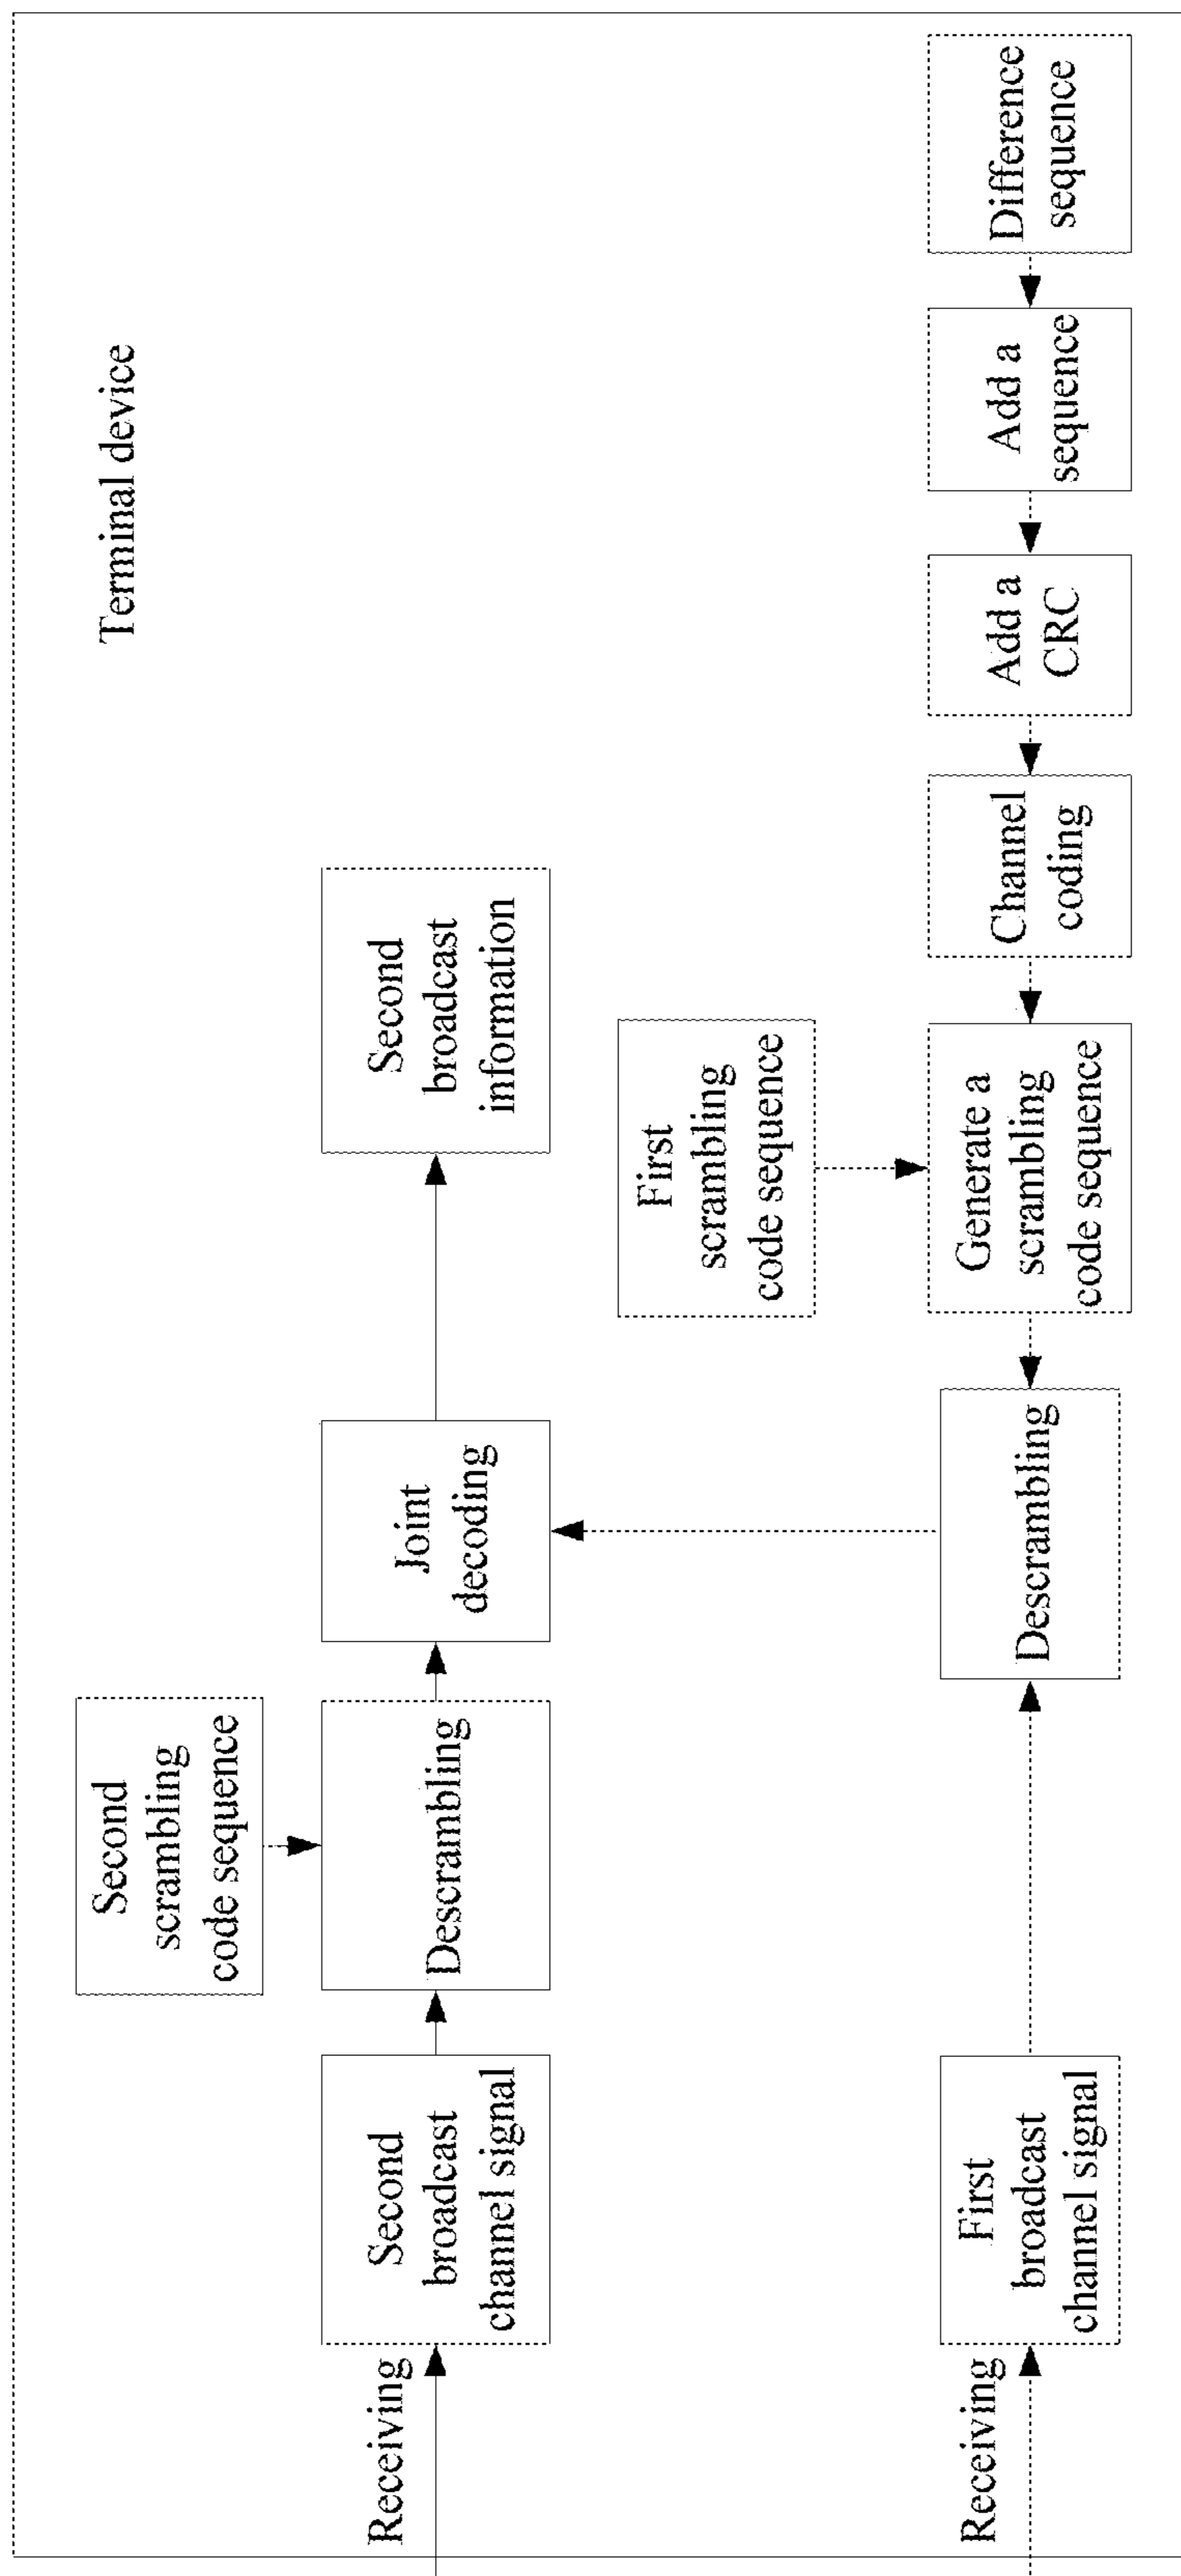 Terminal device
Second
scrambling
code sequence
Receiving
Second
broadcast
channel signal
Descrambling
Joint
decoding
Second
broadcast
information
First
scrambling
code sequence
Receiving
First
broadcast
channel signal
Descrambling
Generate a
scrambling
code sequence
Channel
coding
Add a
CRC
Add a
sequence
Difference
sequence